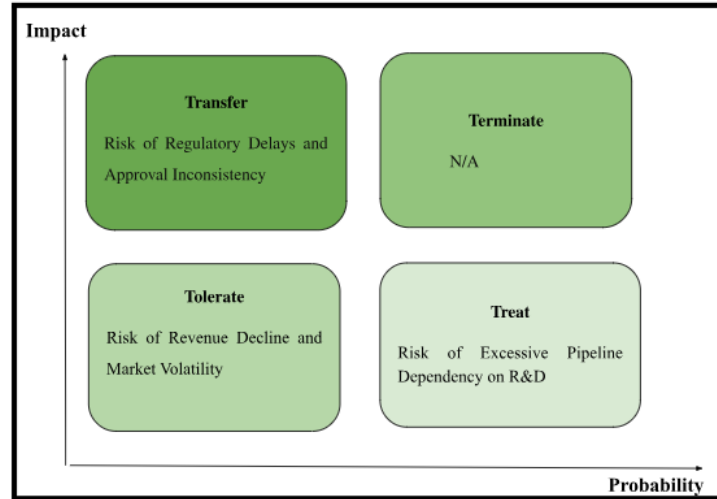 Impact
Transfer
Risk of Regulatory Delays and
Approval Inconsistency
Terminate
N/A
Tolerate
Risk of Revenue Decline and
Market Volatility
Treat
Risk of Excessive Pipeline
Dependency on R&D
Probability